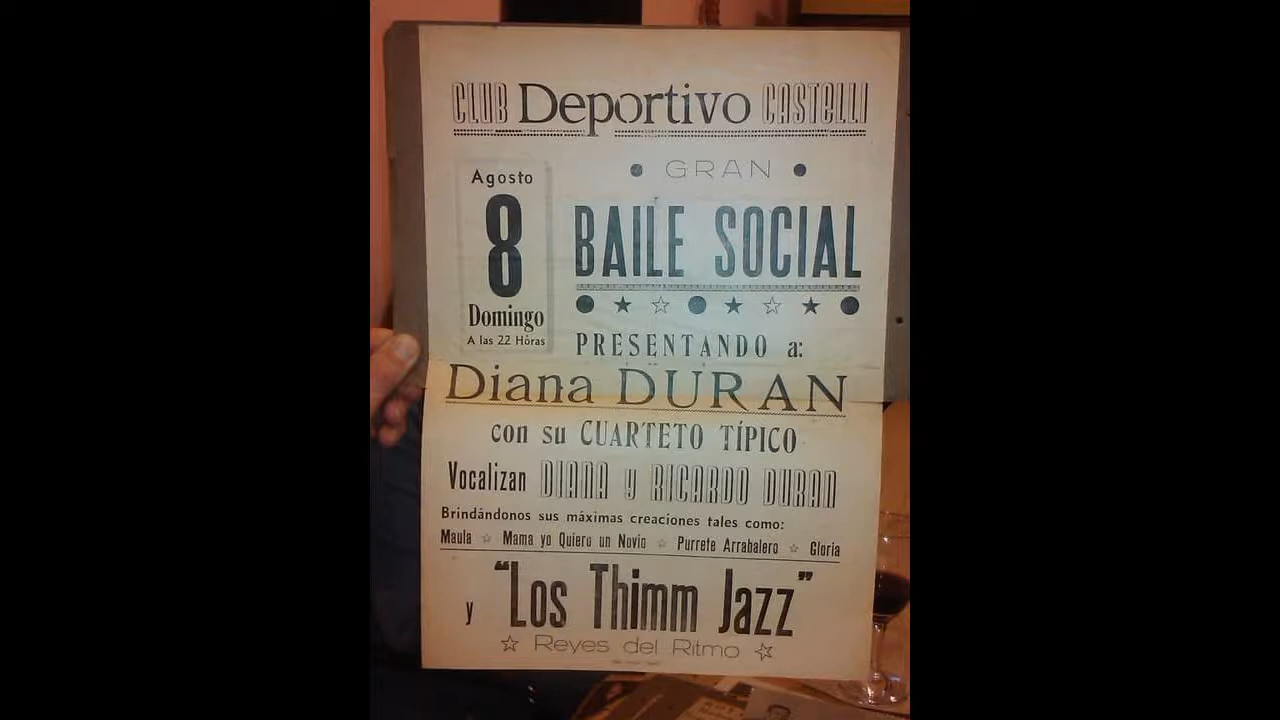 CLUB Deportivo CASTELLI
Agosto
8
Domingo
A las 22 Horas
GRAN
BAILE SOCIAL
PRESENTANDO a:
Diana DURAN
con su CUARTETO TÍPICO
Vocalizan DIANA y RICARDO DURAN
Brindándonos sus máximas creaciones tales como:
Maula ☆ Mama yo Quiero un Novio ☆ Purrete Arrabalero ☆ Gloria
y "Los Thimm Jazz"
☆ Reyes del Ritmo ☆